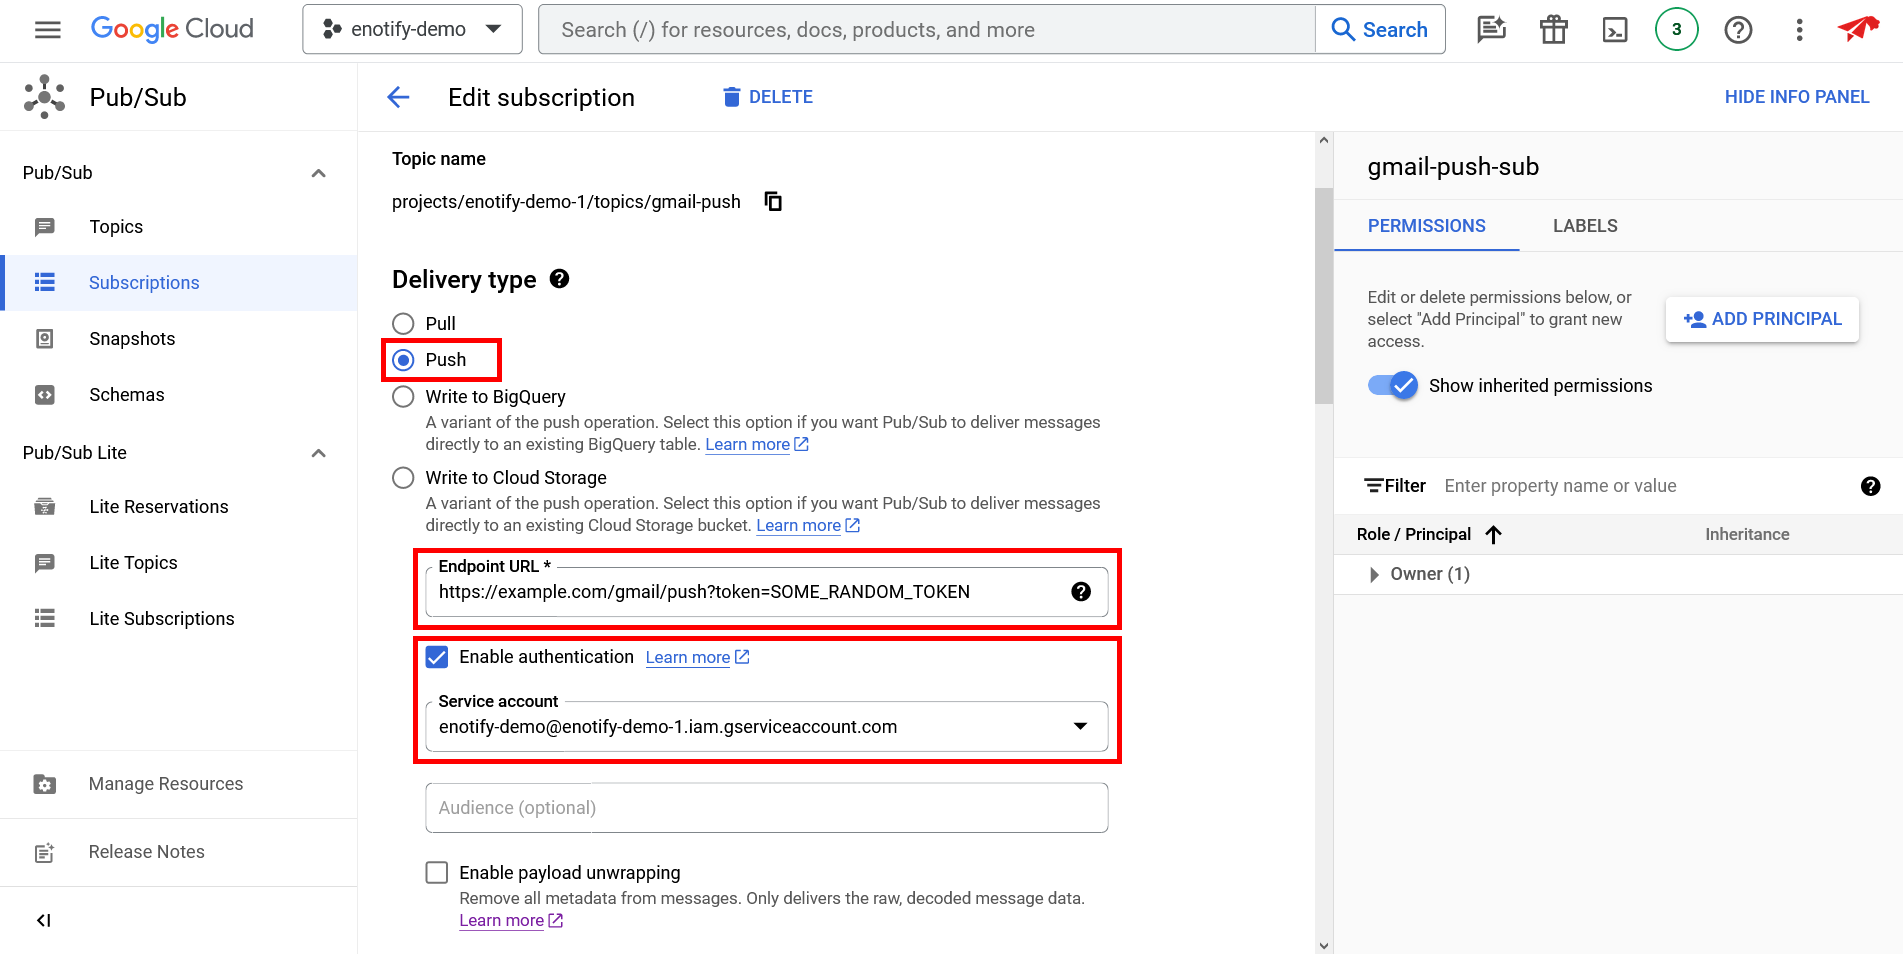 Google Cloud
enotify-demo
Search (/) for resources, docs, products, and more
Search
3
Pub/Sub
Edit subscription
DELETE
HIDE INFO PANEL
Pub/Sub
Topics
Subscriptions
Snapshots
Schemas
Pub/Sub Lite
Lite Reservations
Lite Topics
Lite Subscriptions
Manage Resources
Release Notes
Topic name
projects/enotify-demo-1/topics/gmail-push
Delivery type
Pull
Push
Write to BigQuery
A variant of the push operation. Select this option if you want Pub/Sub to deliver messages
directly to an existing BigQuery table. Learn more
Write to Cloud Storage
A variant of the push operation. Select this option if you want Pub/Sub to deliver messages
directly to an existing Cloud Storage bucket. Learn more
Endpoint URL *
https://example.com/gmail/push?token=SOME_RANDOM_TOKEN
Enable authentication Learn more
Service account
enotify-demo@enotify-demo-1.iam.gserviceaccount.com
Audience (optional)
Enable payload unwrapping
Remove all metadata from messages. Only delivers the raw, decoded message data.
Learn more
gmail-push-sub
PERMISSIONS
LABELS
Edit or delete permissions below, or
select "Add Principal" to grant new
access.
ADD PRINCIPAL
Show inherited permissions
Filter
Enter property name or value
Role / Principal
Inheritance
Owner (1)